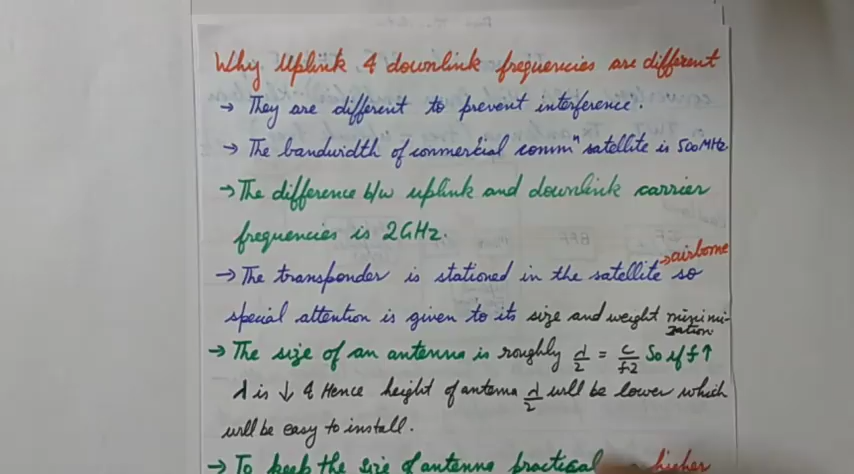 Why Uplink & downlink frequencies are different
→ They are different to prevent interference.
→ The bandwidth of commercial commⁿ satellite is 500MHz
→ The difference b/w uplink and downlink carrier
frequencies is 2GHz.
→ airborne
→ The transponder is stationed in the satellite so
special attention is given to its size and weight minimi-
zation
→ The size of an antenna is roughly λ/2 = c/f·2 So if f↑
λ is ↓ & Hence height of antenna λ/2 will be lower which
will be easy to install.
→ To keep the size of antenna practical higher